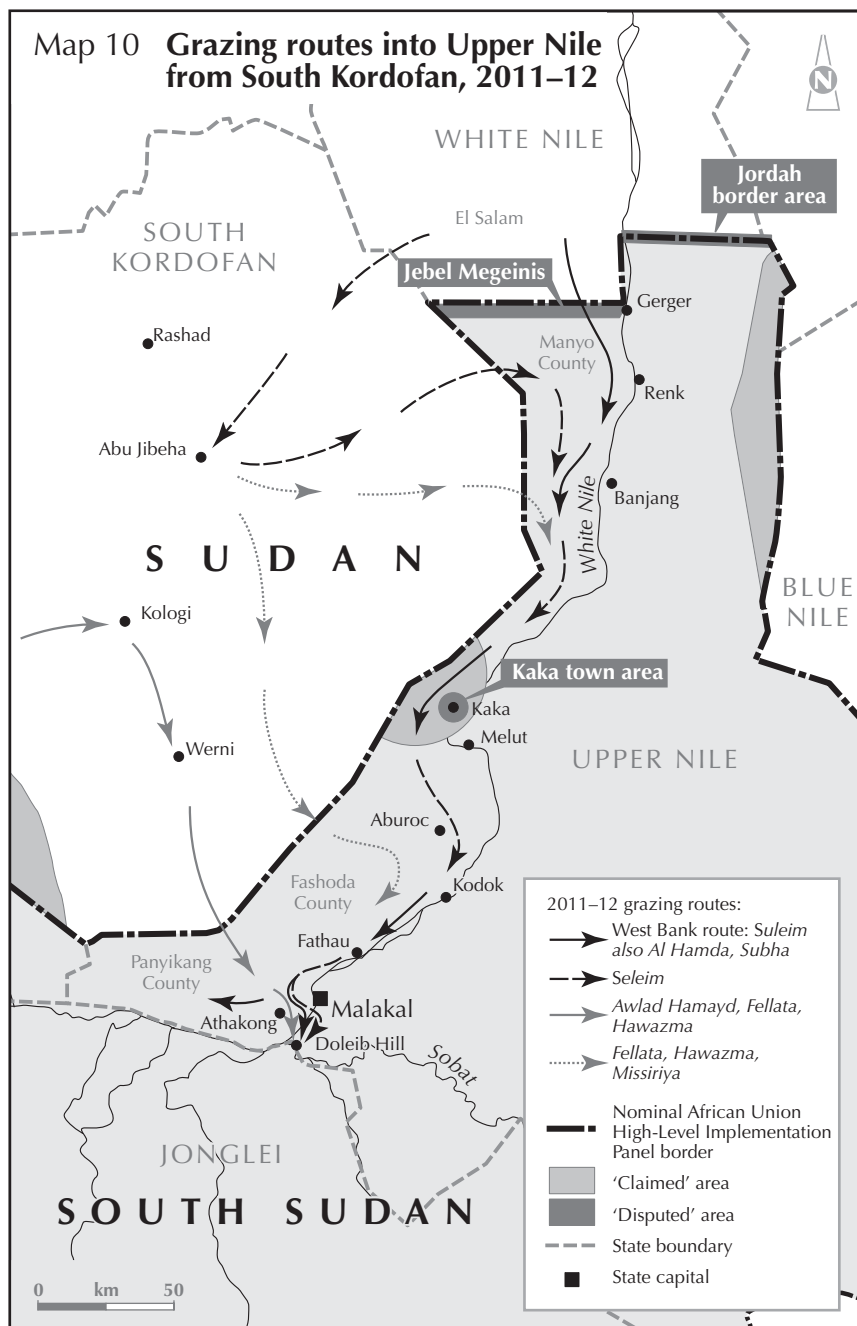 Map 10 Grazing routes into Upper Nile
from South Kordofan, 2011–12
N
WHITE NILE
Jordah
border area
El Salam
SOUTH
KORDOFAN
Jebel Megeinis
Gerger
Rashad
Manyo
County
Renk
Abu Jibeha
Banjang
White Nile
SUDAN
BLUE
NILE
Kologi
Kaka town area
Kaka
Melut
Werni
UPPER NILE
Aburoc
Fashoda
County
Kodok
Fathau
Panyikang
County
Malakal
Athakong
Doleib Hill
Sobat
JONGLEI
SOUTH SUDAN
0 km 50
2011–12 grazing routes:
West Bank route: Suleim
also Al Hamda, Subha
Seleim
Awlad Hamayd, Fellata,
Hawazma
Fellata, Hawazma,
Missiriya
Nominal African Union
High-Level Implementation
Panel border
‘Claimed’ area
‘Disputed’ area
State boundary
State capital